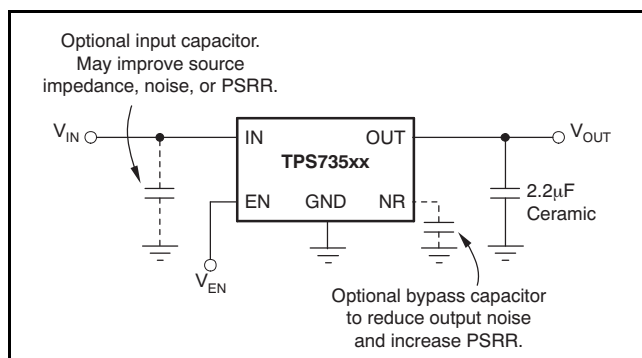 Optional input capacitor.
May improve source
impedance, noise, or PSRR.
VIN
IN
OUT
VOUT
TPS735xx
EN
GND
NR
2.2μF
Ceramic
VEN
Optional bypass capacitor
to reduce output noise
and increase PSRR.